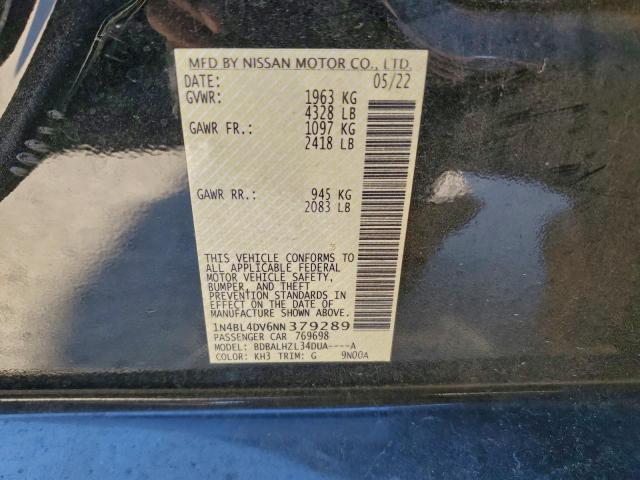 MFD BY NISSAN MOTOR CO., LTD.
DATE: 05/22
GVWR: 1963 KG
4328 LB
GAWR FR.: 1097 KG
2418 LB
GAWR RR.: 945 KG
2083 LB
THIS VEHICLE CONFORMS TO
ALL APPLICABLE FEDERAL
MOTOR VEHICLE SAFETY,
BUMPER, AND THEFT
PREVENTION STANDARDS IN
EFFECT ON THE DATE OF
MANUFACTURE SHOWN ABOVE.
1N4BL4DV6NN 379289
PASSENGER CAR 769698
MODEL: BDBALHZL34DUA----A
COLOR: KH3 TRIM: G 9N00A